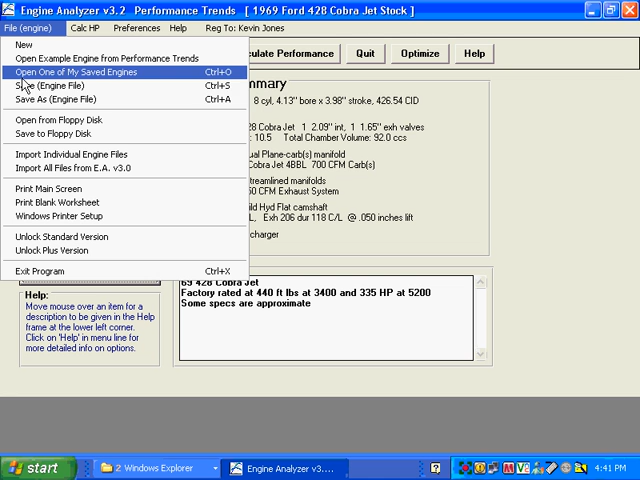 Engine Analyzer v3.2 Performance Trends [ 1969 Ford 428 Cobra Jet Stock ]
File (engine) Calc HP Preferences Help Reg To: Kevin Jones
New
Open Example Engine from Performance Trends
Open One of My Saved Engines Ctrl+O
(Engine File) Ctrl+S
Save As (Engine File) Ctrl+A
Open from Floppy Disk
Save to Floppy Disk
Import Individual Engine Files
Import All Files from E.A. v3.0
Print Main Screen
Print Blank Worksheet
Windows Printer Setup
Unlock Standard Version
Unlock Plus Version
Exit Program Ctrl+X
culate Performance Quit Optimize Help
mmary
8 cyl, 4.13" bore x 3.98" stroke, 426.54 CID
28 Cobra Jet 1 2.09" int, 1 1.65" exh valves
10.5 Total Chamber Volume: 92.0 ccs
ual Plane-carb(s) manifold
Cobra Jet 4BBL 700 CFM Carb(s)
reamlined manifolds
50 CFM Exhaust System
ild Hyd Flat camshaft
L, Exh 206 dur 118 C/L @ .050 inches lift
charger
69 428 Cobra Jet
Factory rated at 440 ft lbs at 3400 and 335 HP at 5200
Some specs are approximate
Help:
Move mouse over an item for a
description to be given in the Help
frame at the lower left corner.
Click on 'Help' in menu line for
more detailed info on options.
start 2 Windows Explorer Engine Analyzer v3.... 4:41 PM